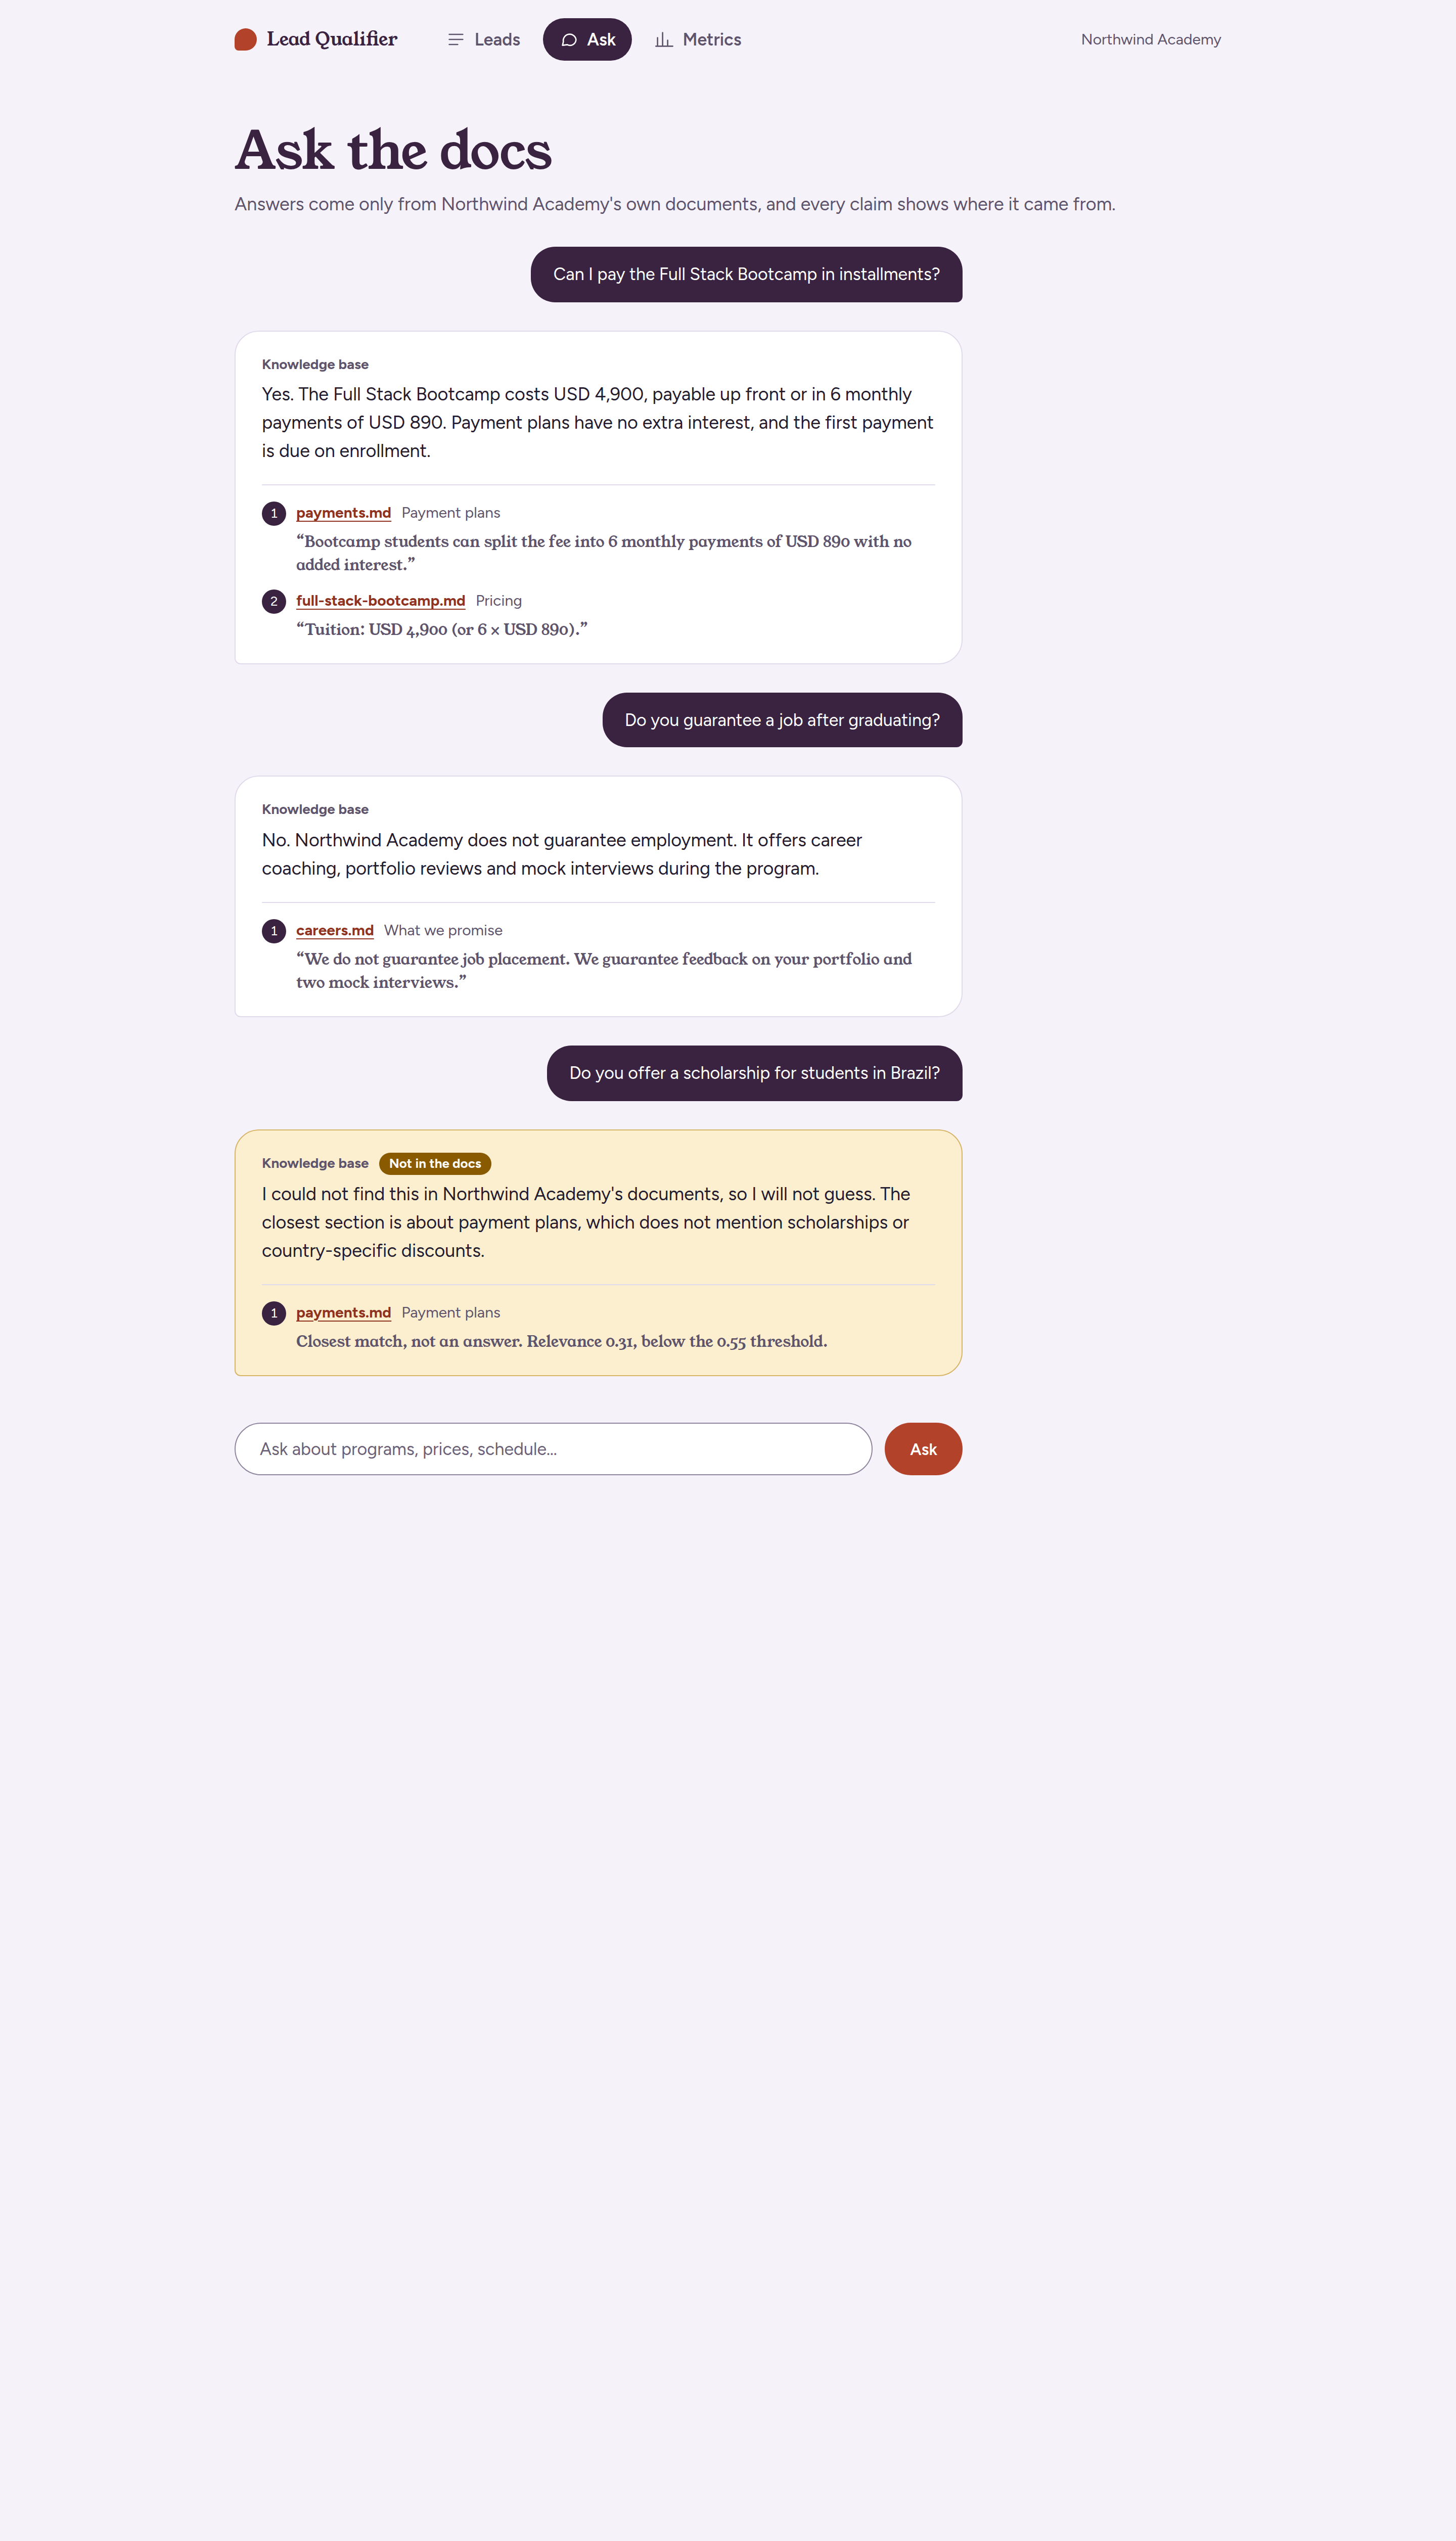 Lead Qualifier
Leads
Ask
Metrics
Northwind Academy
Ask the docs
Answers come only from Northwind Academy's own documents, and every claim shows where it came from.
Can I pay the Full Stack Bootcamp in installments?
Knowledge base
Yes. The Full Stack Bootcamp costs USD 4,900, payable up front or in 6 monthly
payments of USD 890. Payment plans have no extra interest, and the first payment
is due on enrollment.
1 payments.md Payment plans
“Bootcamp students can split the fee into 6 monthly payments of USD 890 with no
added interest.”
2 full-stack-bootcamp.md Pricing
“Tuition: USD 4,900 (or 6 × USD 890).”
Do you guarantee a job after graduating?
Knowledge base
No. Northwind Academy does not guarantee employment. It offers career
coaching, portfolio reviews and mock interviews during the program.
1 careers.md What we promise
“We do not guarantee job placement. We guarantee feedback on your portfolio and
two mock interviews.”
Do you offer a scholarship for students in Brazil?
Knowledge base Not in the docs
I could not find this in Northwind Academy's documents, so I will not guess. The
closest section is about payment plans, which does not mention scholarships or
country-specific discounts.
1 payments.md Payment plans
Closest match, not an answer. Relevance 0.31, below the 0.55 threshold.
Ask about programs, prices, schedule...
Ask